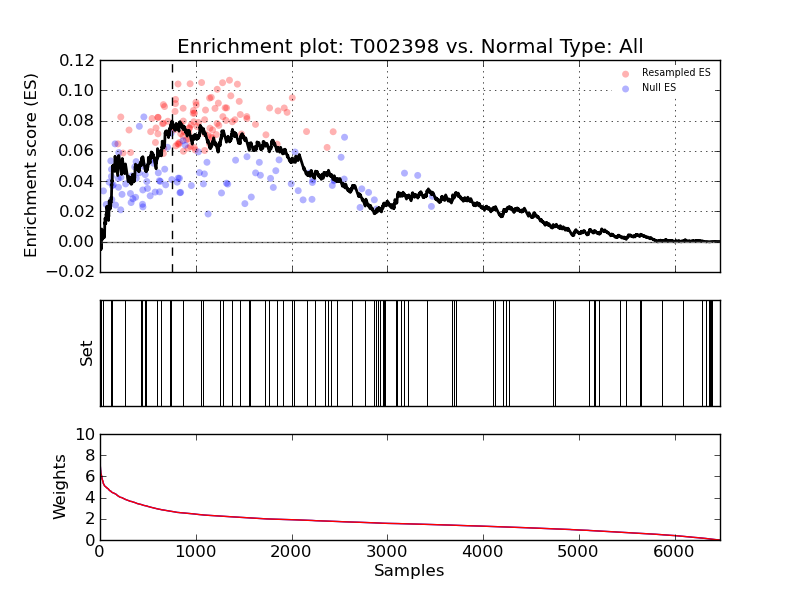 Enrichment plot: T002398 vs. Normal Type: All
Enrichment score (ES)
0.12
0.10
0.08
0.06
0.04
0.02
0.00
−0.02
Resampled ES
Null ES
Set
Weights
10
8
6
4
2
0
0 1000 2000 3000 4000 5000 6000
Samples